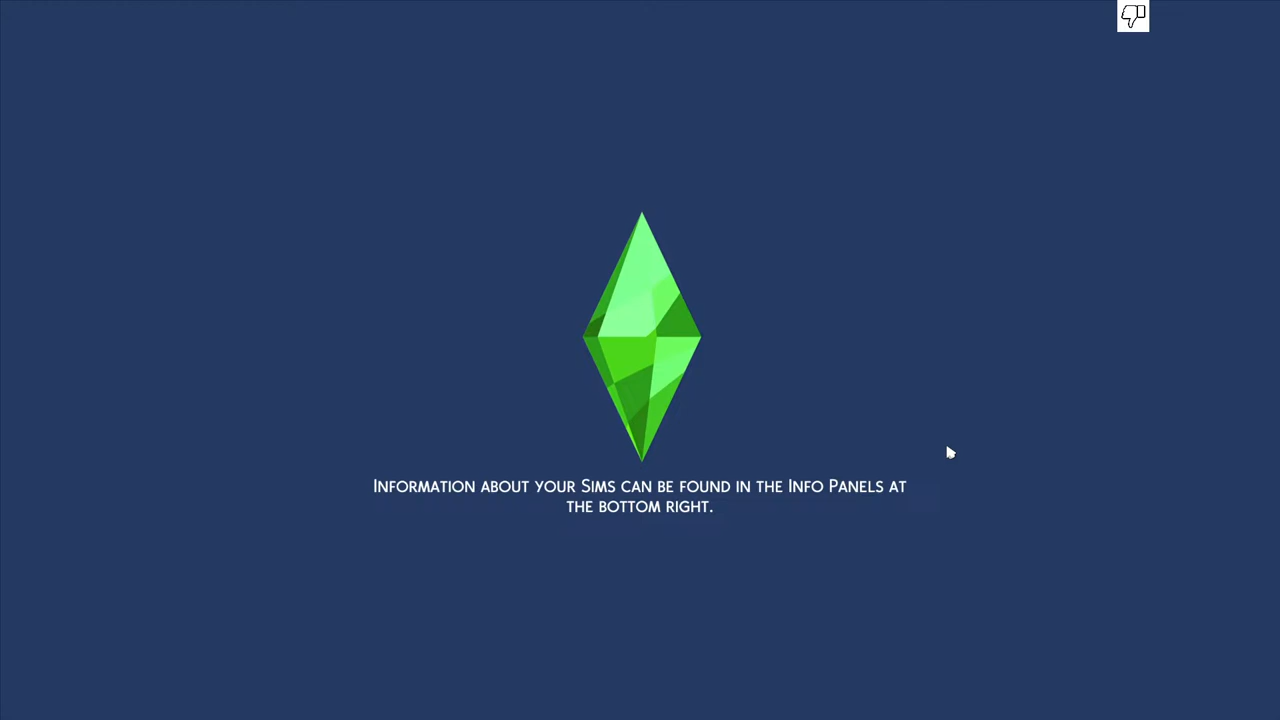 Information about your Sims can be found in the Info Panels at
the bottom right.